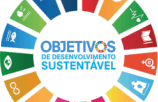 OBJETIVOS
DE DESENVOLVIMENTO
SUSTENTÁVEL